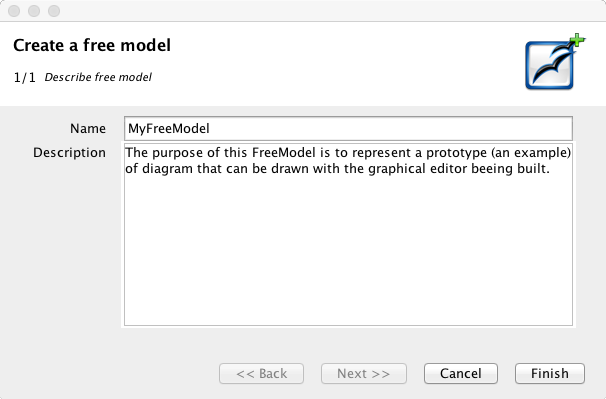 Create a free model
1/1 Describe free model
Name MyFreeModel
Description The purpose of this FreeModel is to represent a prototype (an example)
of diagram that can be drawn with the graphical editor beeing built.
<< Back Next >> Cancel Finish